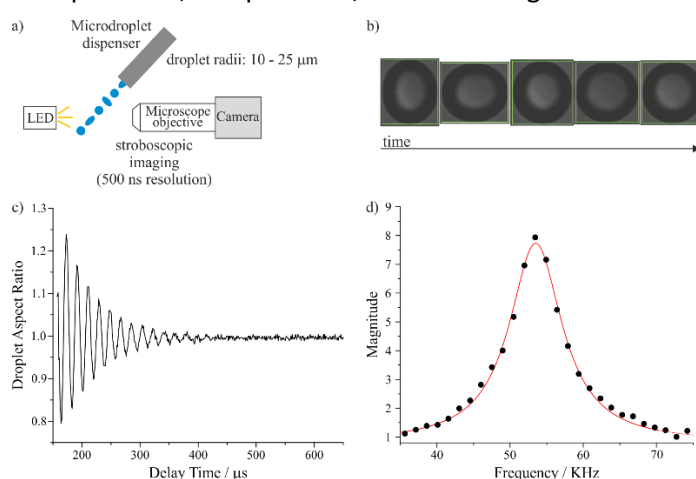 a)
Microdroplet
dispenser
droplet radii: 10 - 25 μm
LED
Microscope
objective
Camera
stroboscopic
imaging
(500 ns resolution)
b)
time
c)
1.3
1.2
1.1
1.0
0.9
0.8
Droplet Aspect Ratio
200 300 400 500 600
Delay Time / μs
d)
9
8
7
6
5
4
3
2
1
Magnitude
40 50 60 70
Frequency / KHz